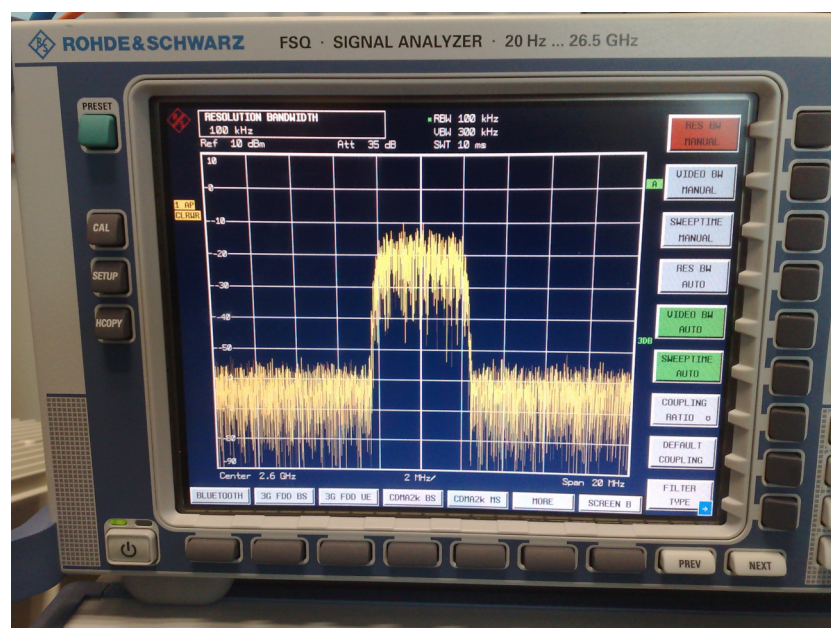 ROHDE&SCHWARZ FSQ · SIGNAL ANALYZER · 20 Hz ... 26.5 GHz
PRESET
RESOLUTION BANDWIDTH
100 kHz
RBW 100 kHz
VBW 300 kHz
Ref 10 dBm
Att 35 dB
SWT 10 ms
RES BW
MANUAL
10
A
VIDEO BW
MANUAL
-0
1 AP
CLRWR
-10
CAL
SWEEPTIME
MANUAL
-20
SETUP
-30
RES BW
AUTO
HCOPY
-40
VIDEO BW
AUTO
3DB
-50
SWEEPTIME
AUTO
COUPLING
RATIO
-80
DEFAULT
COUPLING
-90
Center 2.6 GHz
2 MHz/
Span 20 MHz
FILTER
TYPE
BLUETOOTH
3G FDD BS
3G FDD UE
CDMA2k BS
CDMA2k MS
MORE
SCREEN B
PREV
NEXT